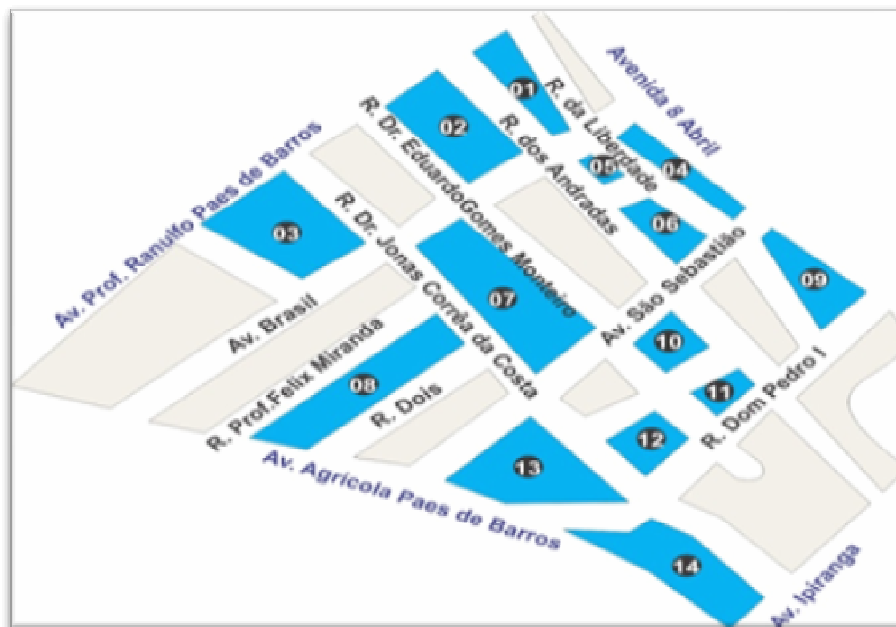 Avenida 8 Abril
01
R. da Liberdade
02
R. dos Andradas
04
05
R. Dr. EduardoGomes Monteiro
Av. Prof. Ranulfo Paes de Barros
03
06
R. Dr. Jonas Corrêa da Costa
Av. São Sebastião
09
07
Av. Brasil
10
R. Prof.Felix Miranda
08
R. Dois
11
R. Dom Pedro I
12
13
Av. Agrícola Paes de Barros
14
Av. Ipiranga